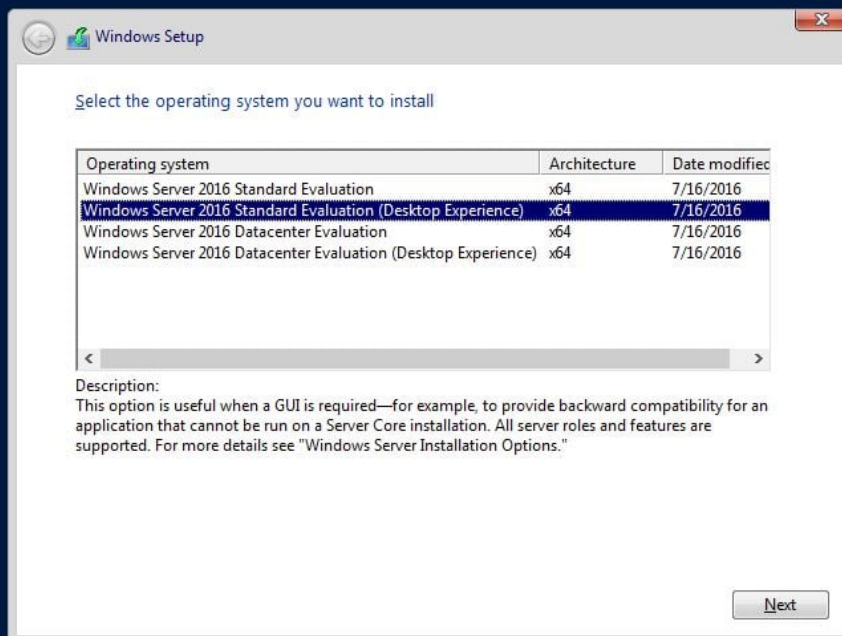 Windows Setup
Select the operating system you want to install
Operating system Architecture Date modified
Windows Server 2016 Standard Evaluation x64 7/16/2016
Windows Server 2016 Standard Evaluation (Desktop Experience) x64 7/16/2016
Windows Server 2016 Datacenter Evaluation x64 7/16/2016
Windows Server 2016 Datacenter Evaluation (Desktop Experience) x64 7/16/2016
Description:
This option is useful when a GUI is required—for example, to provide backward compatibility for an
application that cannot be run on a Server Core installation. All server roles and features are
supported. For more details see "Windows Server Installation Options."
Next